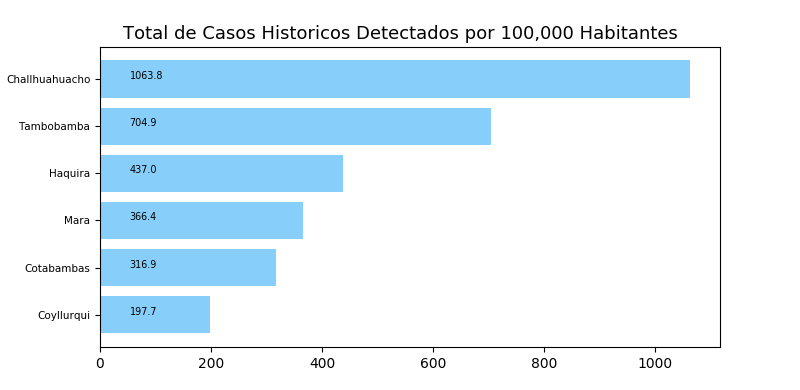 Total de Casos Historicos Detectados por 100,000 Habitantes
Challhuahuacho 1063.8
Tambobamba 704.9
Haquira 437.0
Mara 366.4
Cotabambas 316.9
Coyllurqui 197.7
0 200 400 600 800 1000